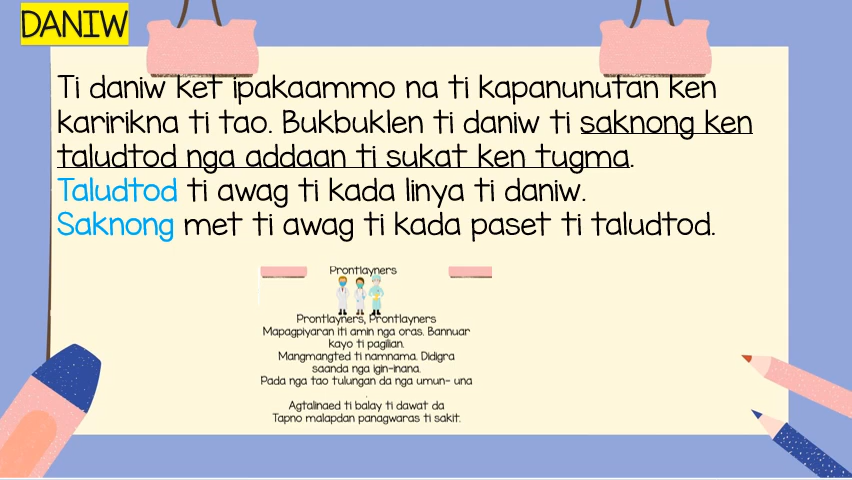 DANIW
Ti daniw ket ipakaammo na ti kapanunutan ken
karirikna ti tao. Bukbuklen ti daniw ti saknong ken
taludtod nga addaan ti sukat ken tugma.
Taludtod ti awag ti kada linya ti daniw.
Saknong met ti awag ti kada paset ti taludtod.
Prontlayners
Prontlayners, Prontlayners
Mapagpiyaran iti amin nga oras. Bannuar
kayo ti pagilian.
Mangmangted ti namnama. Didigra
saanda nga igin-inana.
Pada nga tao tulungan da nga umun- una
.
Agtalinaed ti balay ti dawat da
Tapno malapdan panagwaras ti sakit.